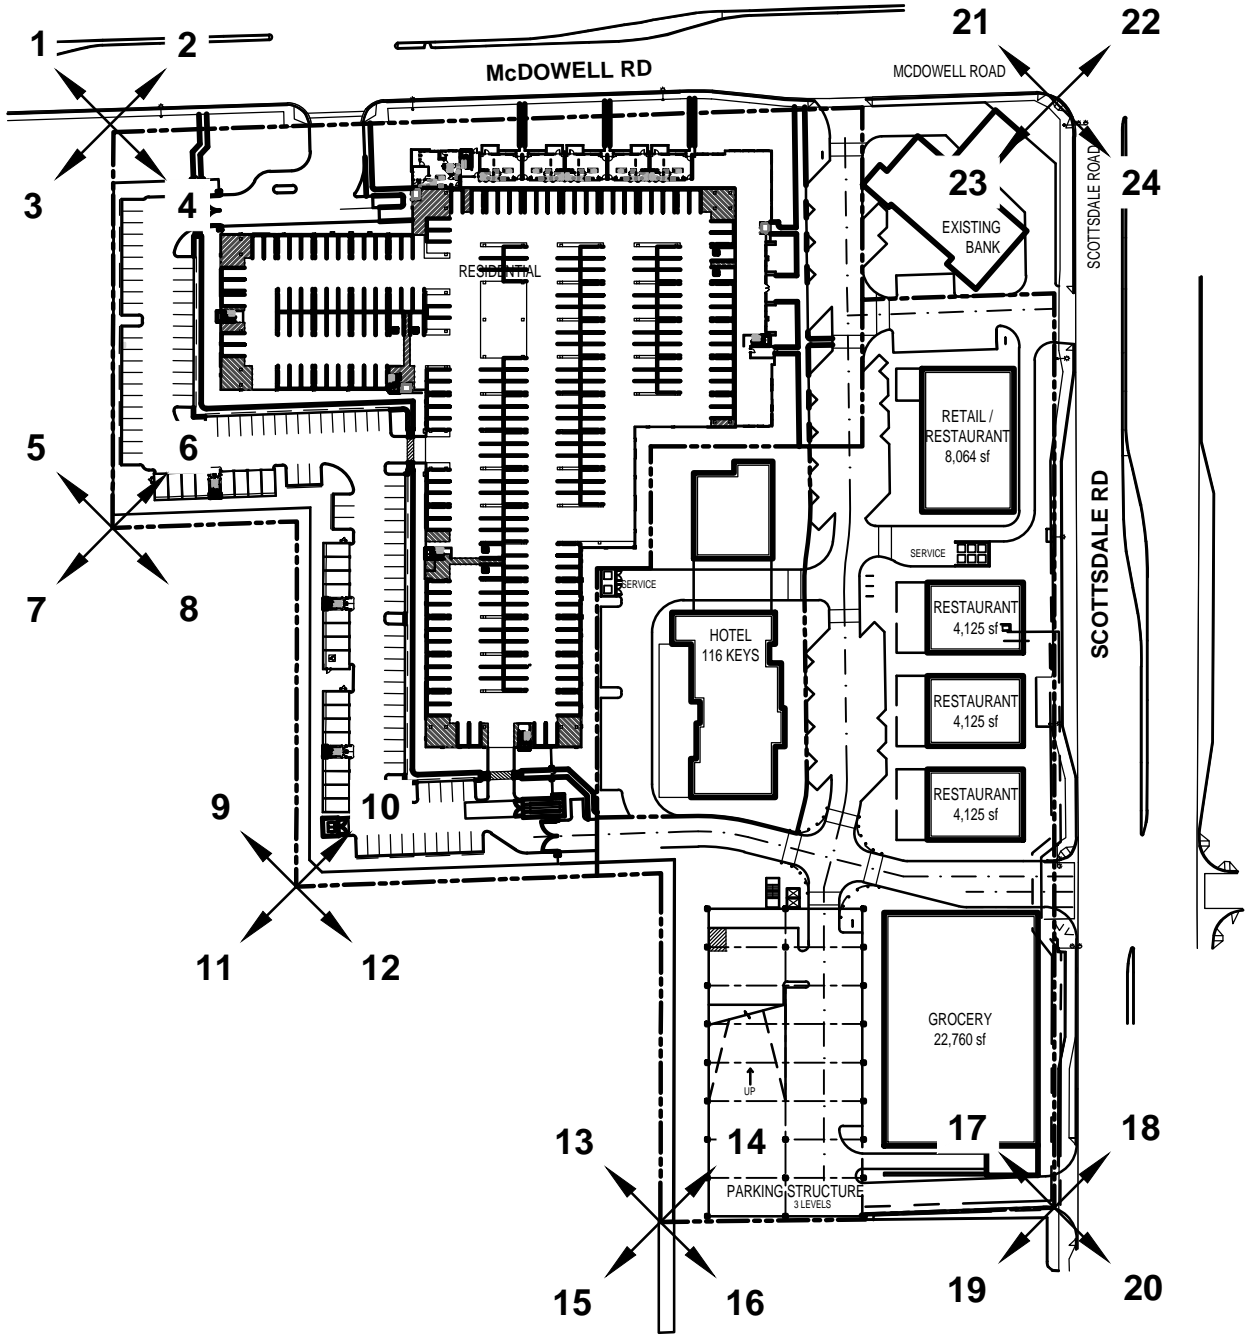 21
22
1
2
McDOWELL RD
MCDOWELL ROAD
3
4
23
24
SCOTTSDALE ROAD
EXISTING
BANK
RESIDENTIAL
5
6
RETAIL /
RESTAURANT
8,064 sf
SCOTTSDALE RD
7
8
SERVICE
SERVICE
RESTAURANT
4,125 sf
HOTEL
116 KEYS
RESTAURANT
4,125 sf
RESTAURANT
4,125 sf
9
10
11
12
GROCERY
22,760 sf
UP
13
14
17
18
PARKING STRUCTURE
3 LEVELS
15
16
19
20